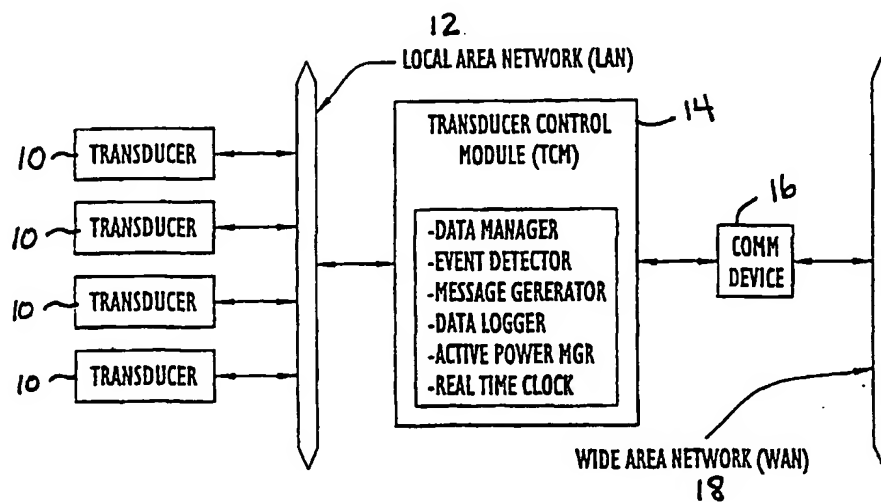 12
LOCAL AREA NETWORK (LAN)
10
TRANSDUCER
10
TRANSDUCER
10
TRANSDUCER
10
TRANSDUCER
TRANSDUCER CONTROL
MODULE (TCM)
14
-DATA MANAGER
-EVENT DETECTOR
-MESSAGE GERERATOR
-DATA LOGGER
-ACTIVE POWER MGR
-REAL TIME CLOCK
16
COMM
DEVICE
WIDE AREA NETWORK (WAN)
18